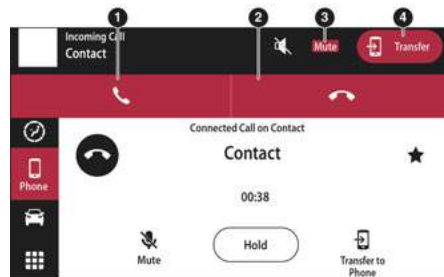 1 2 3 4
Incoming Call
Contact
Mute
Transfer
Connected Call on Contact
Contact
Phone
00:38
Mute
Hold
Transfer to
Phone